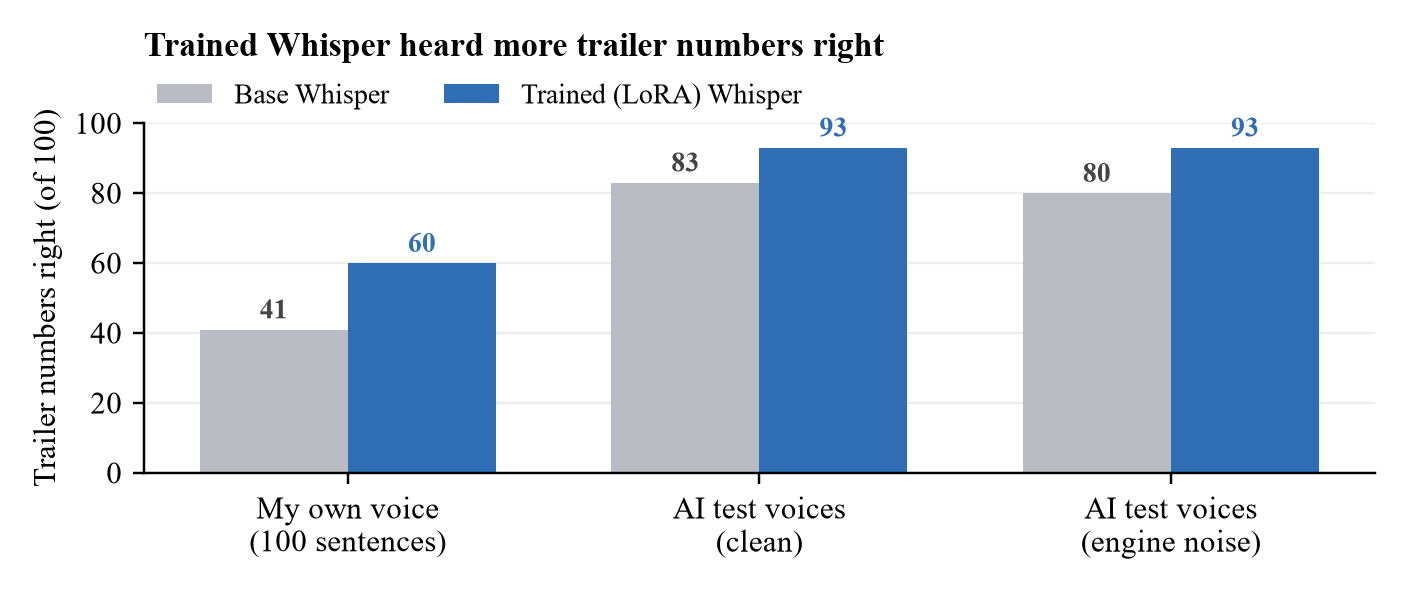 Trained Whisper heard more trailer numbers right
Base Whisper
Trained (LoRA) Whisper
Trailer numbers right (of 100)
100
80
60
40
20
0
41
60
83
93
80
93
My own voice
(100 sentences)
AI test voices
(clean)
AI test voices
(engine noise)